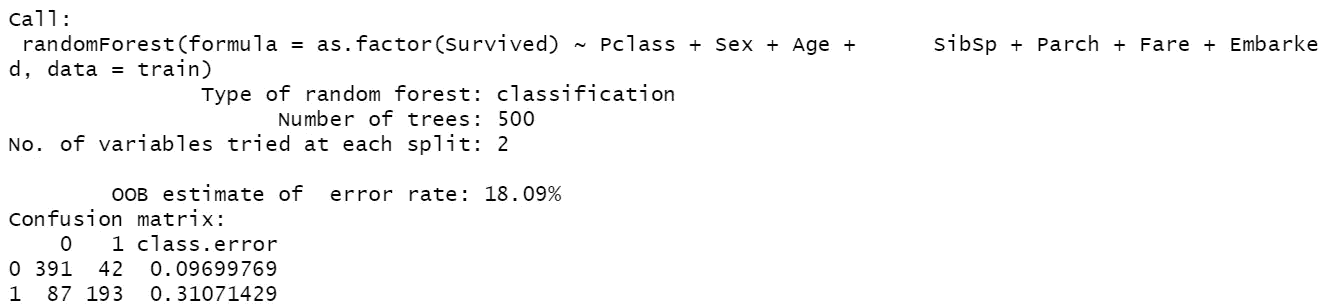 Call:
 randomForest(formula = as.factor(Survived) ~ Pclass + Sex + Age +      SibSp + Parch + Fare + Embarke
d, data = train)
               Type of random forest: classification
                     Number of trees: 500
No. of variables tried at each split: 2

        OOB estimate of  error rate: 18.09%
Confusion matrix:
    0   1 class.error
0 391  42  0.09699769
1  87 193  0.31071429